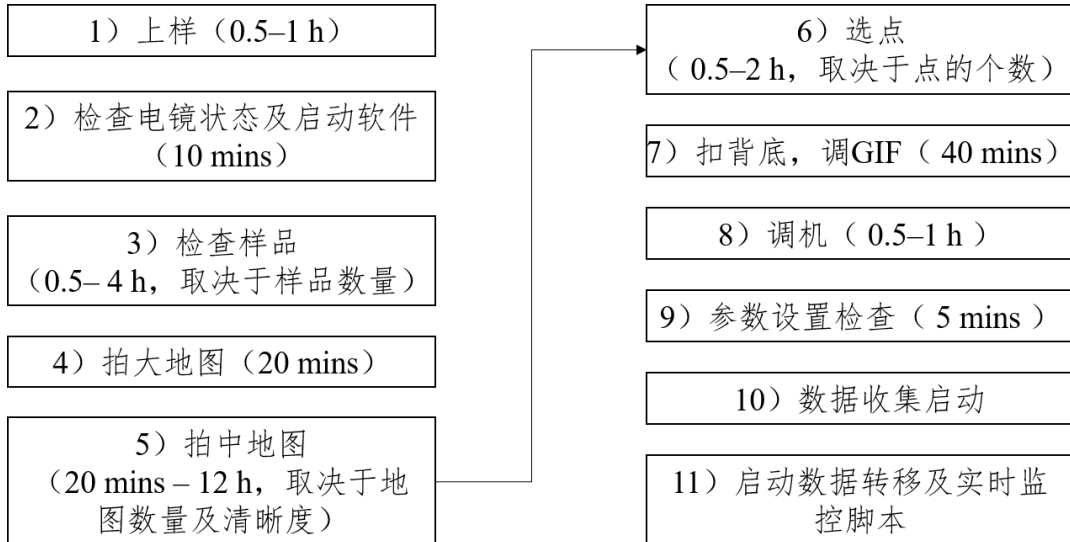 1）上样（0.5–1 h）
2）检查电镜状态及启动软件
（10 mins）
3）检查样品
（0.5– 4 h，取决于样品数量）
4）拍大地图（20 mins）
5）拍中地图
（20 mins – 12 h，取决于地
图数量及清晰度）
6）选点
（ 0.5–2 h，取决于点的个数）
7）扣背底，调GIF（ 40 mins）
8）调机（ 0.5–1 h ）
9）参数设置检查（ 5 mins ）
10）数据收集启动
11）启动数据转移及实时监
控脚本